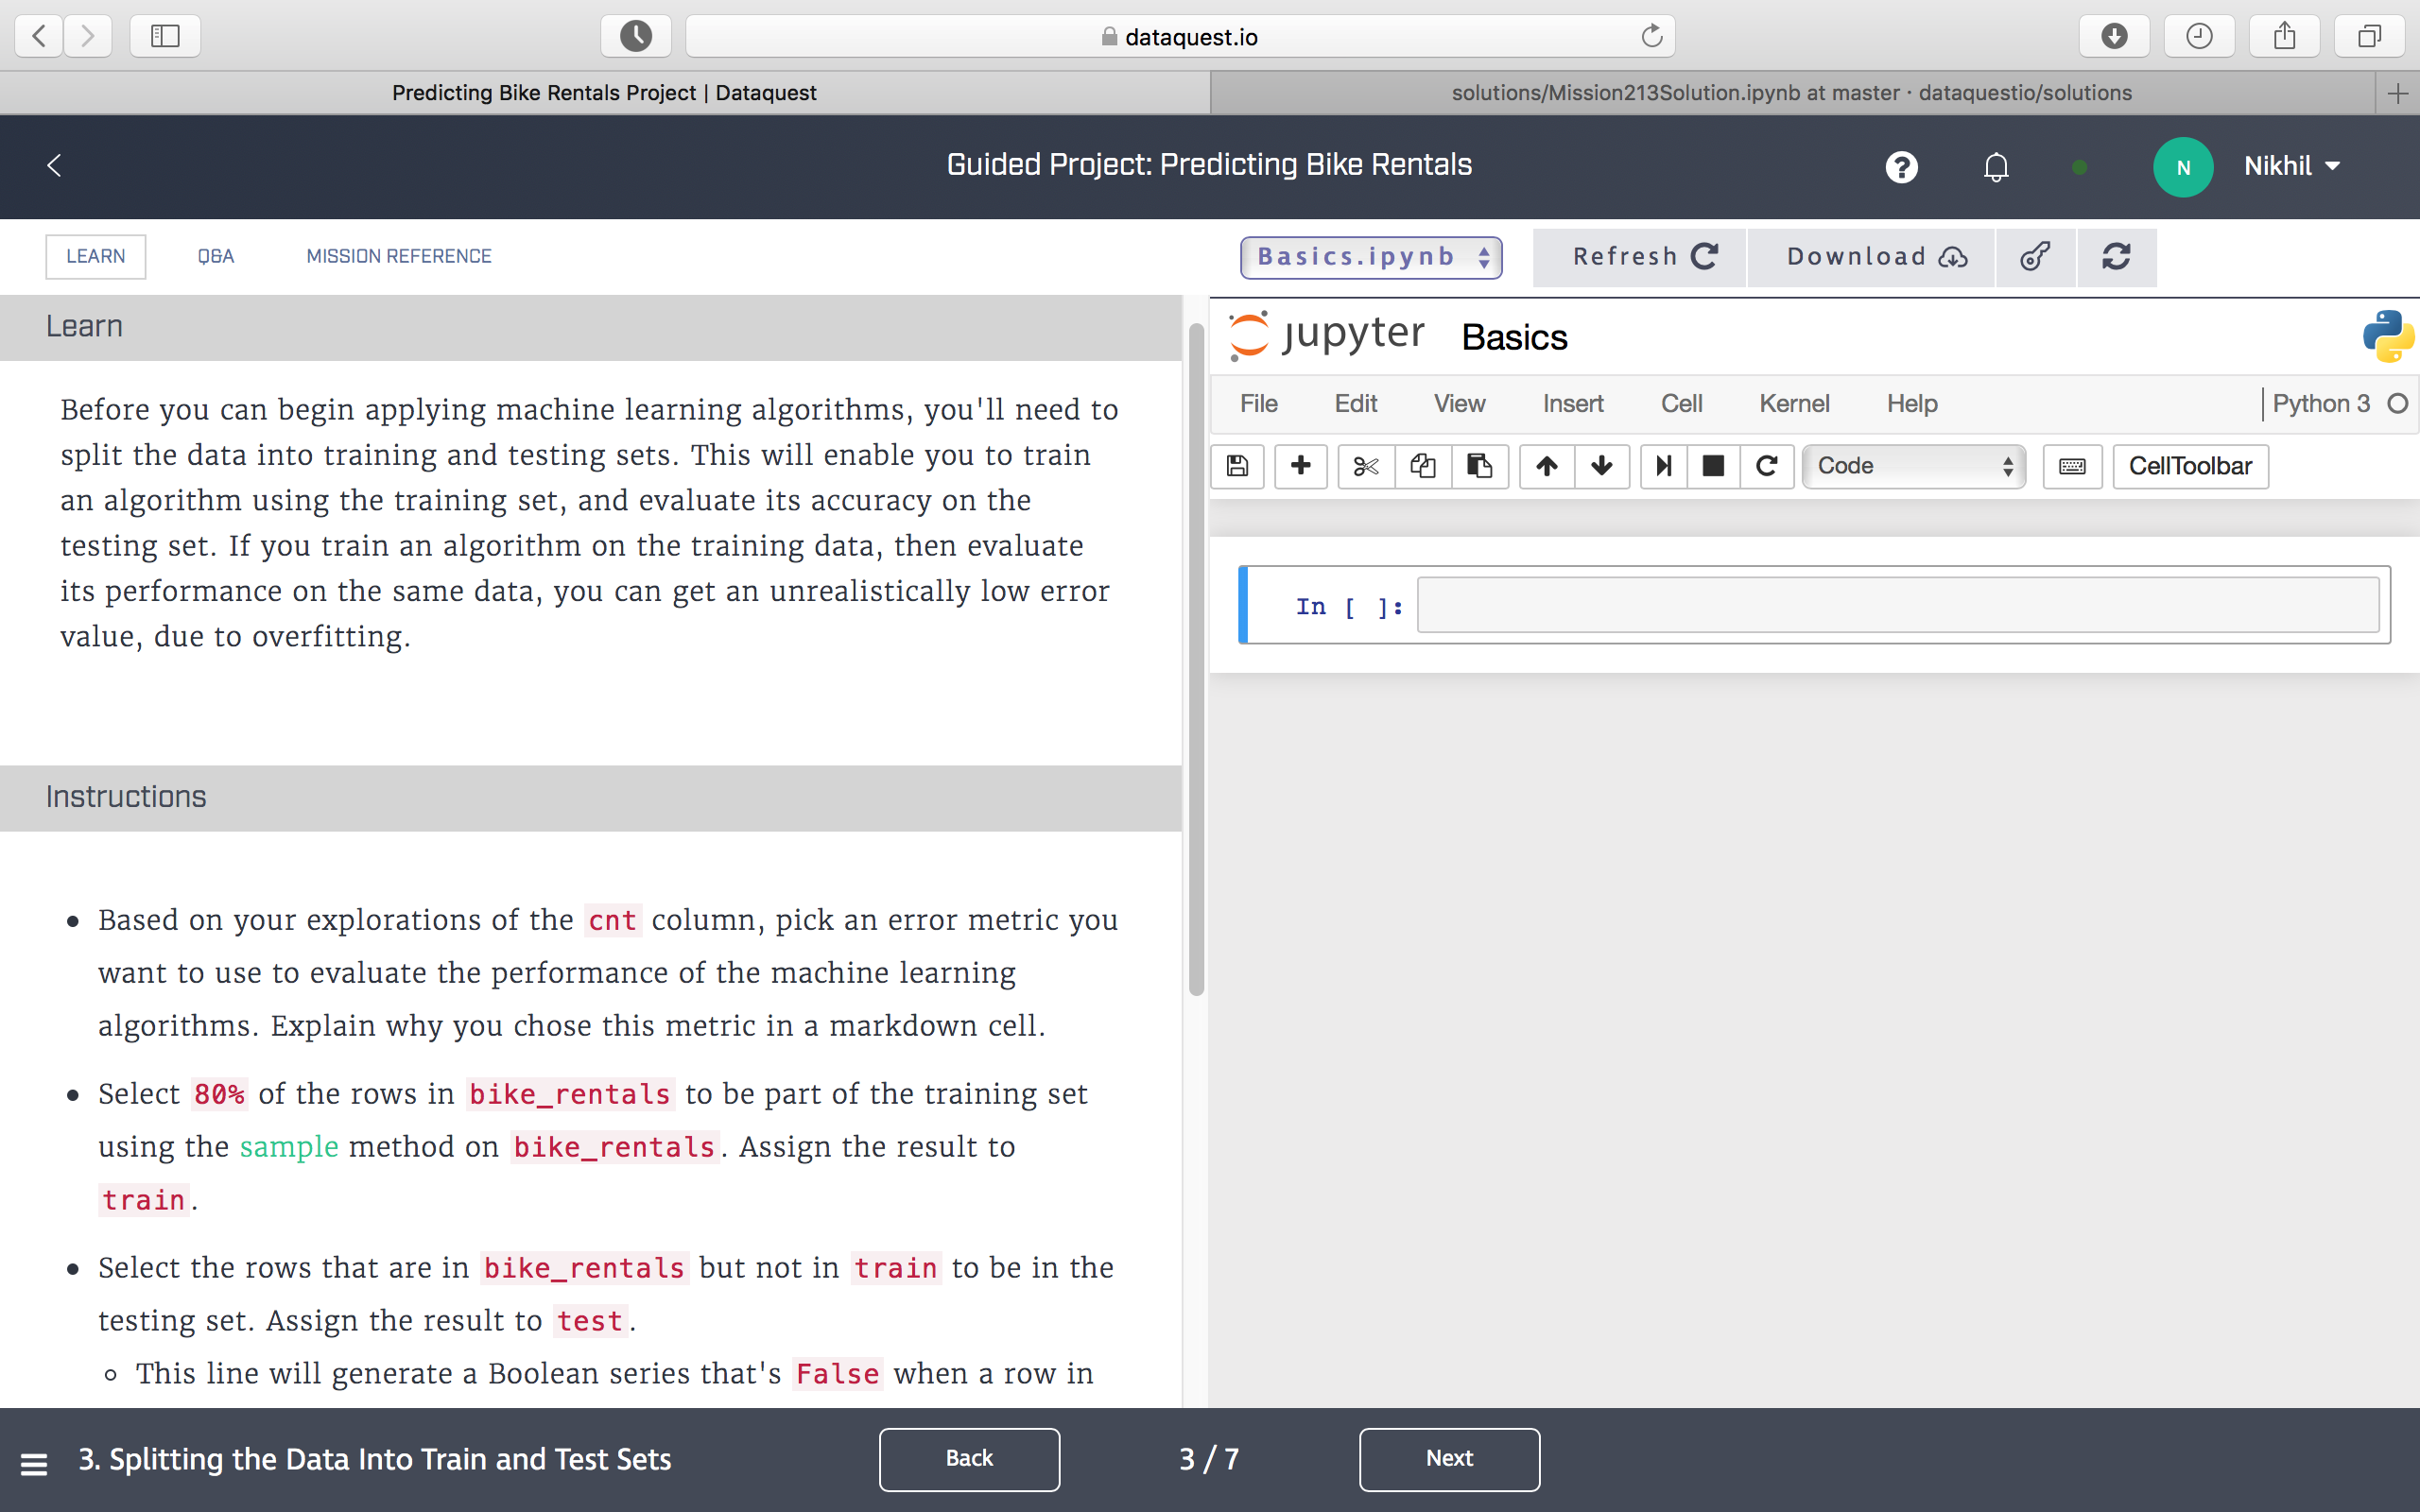 dataquest.io
Predicting Bike Rentals Project | Dataquest
solutions/Mission213Solution.ipynb at master · dataquestio/solutions
Guided Project: Predicting Bike Rentals
N
Nikhil
LEARN
Q&A
MISSION REFERENCE
Basics.ipynb
Refresh
Download
Learn
Before you can begin applying machine learning algorithms, you'll need to
split the data into training and testing sets. This will enable you to train
an algorithm using the training set, and evaluate its accuracy on the
testing set. If you train an algorithm on the training data, then evaluate
its performance on the same data, you can get an unrealistically low error
value, due to overfitting.
Instructions
• Based on your explorations of the cnt column, pick an error metric you
want to use to evaluate the performance of the machine learning
algorithms. Explain why you chose this metric in a markdown cell.
• Select 80% of the rows in bike_rentals to be part of the training set
using the sample method on bike_rentals. Assign the result to
train.
• Select the rows that are in bike_rentals but not in train to be in the
testing set. Assign the result to test.
◦ This line will generate a Boolean series that's False when a row in
jupyter Basics
File Edit View Insert Cell Kernel Help
Python 3
Code
CellToolbar
In [ ]:
3. Splitting the Data Into Train and Test Sets
Back
3 / 7
Next